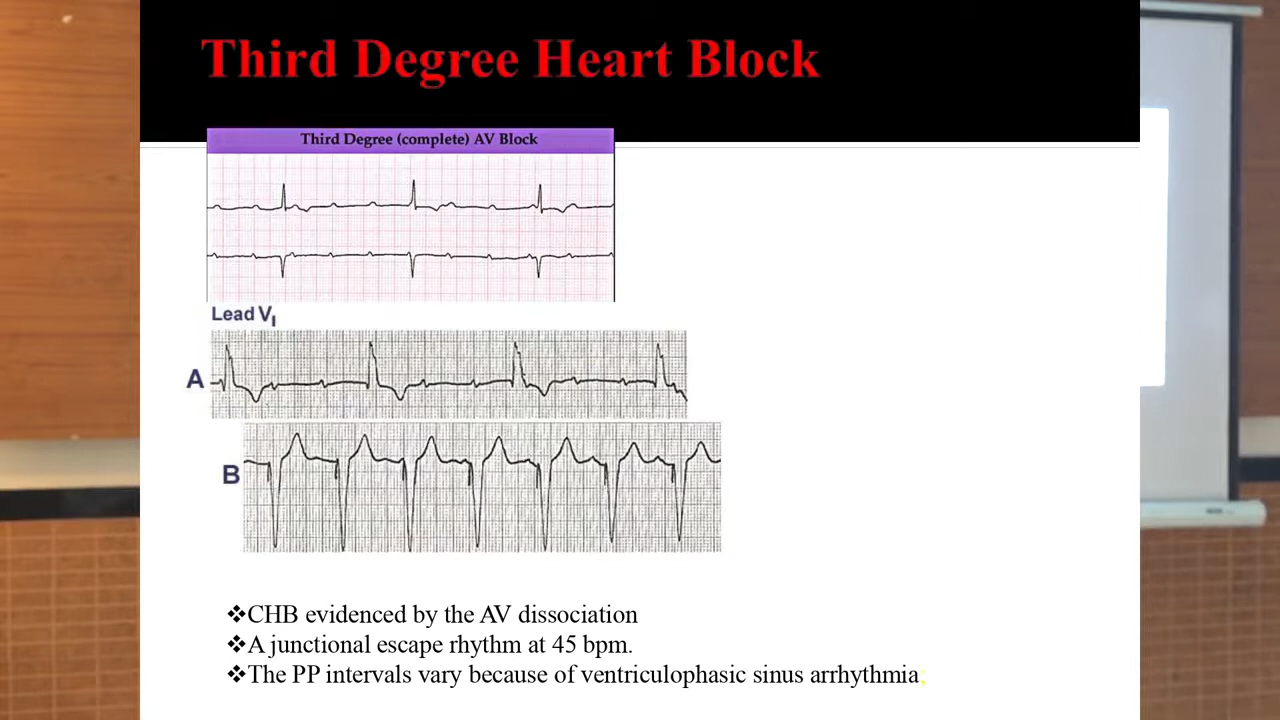 Third Degree Heart Block
Third Degree (complete) AV Block
Lead VI
A
B
❖CHB evidenced by the AV dissociation
❖A junctional escape rhythm at 45 bpm.
❖The PP intervals vary because of ventriculophasic sinus arrhythmia;